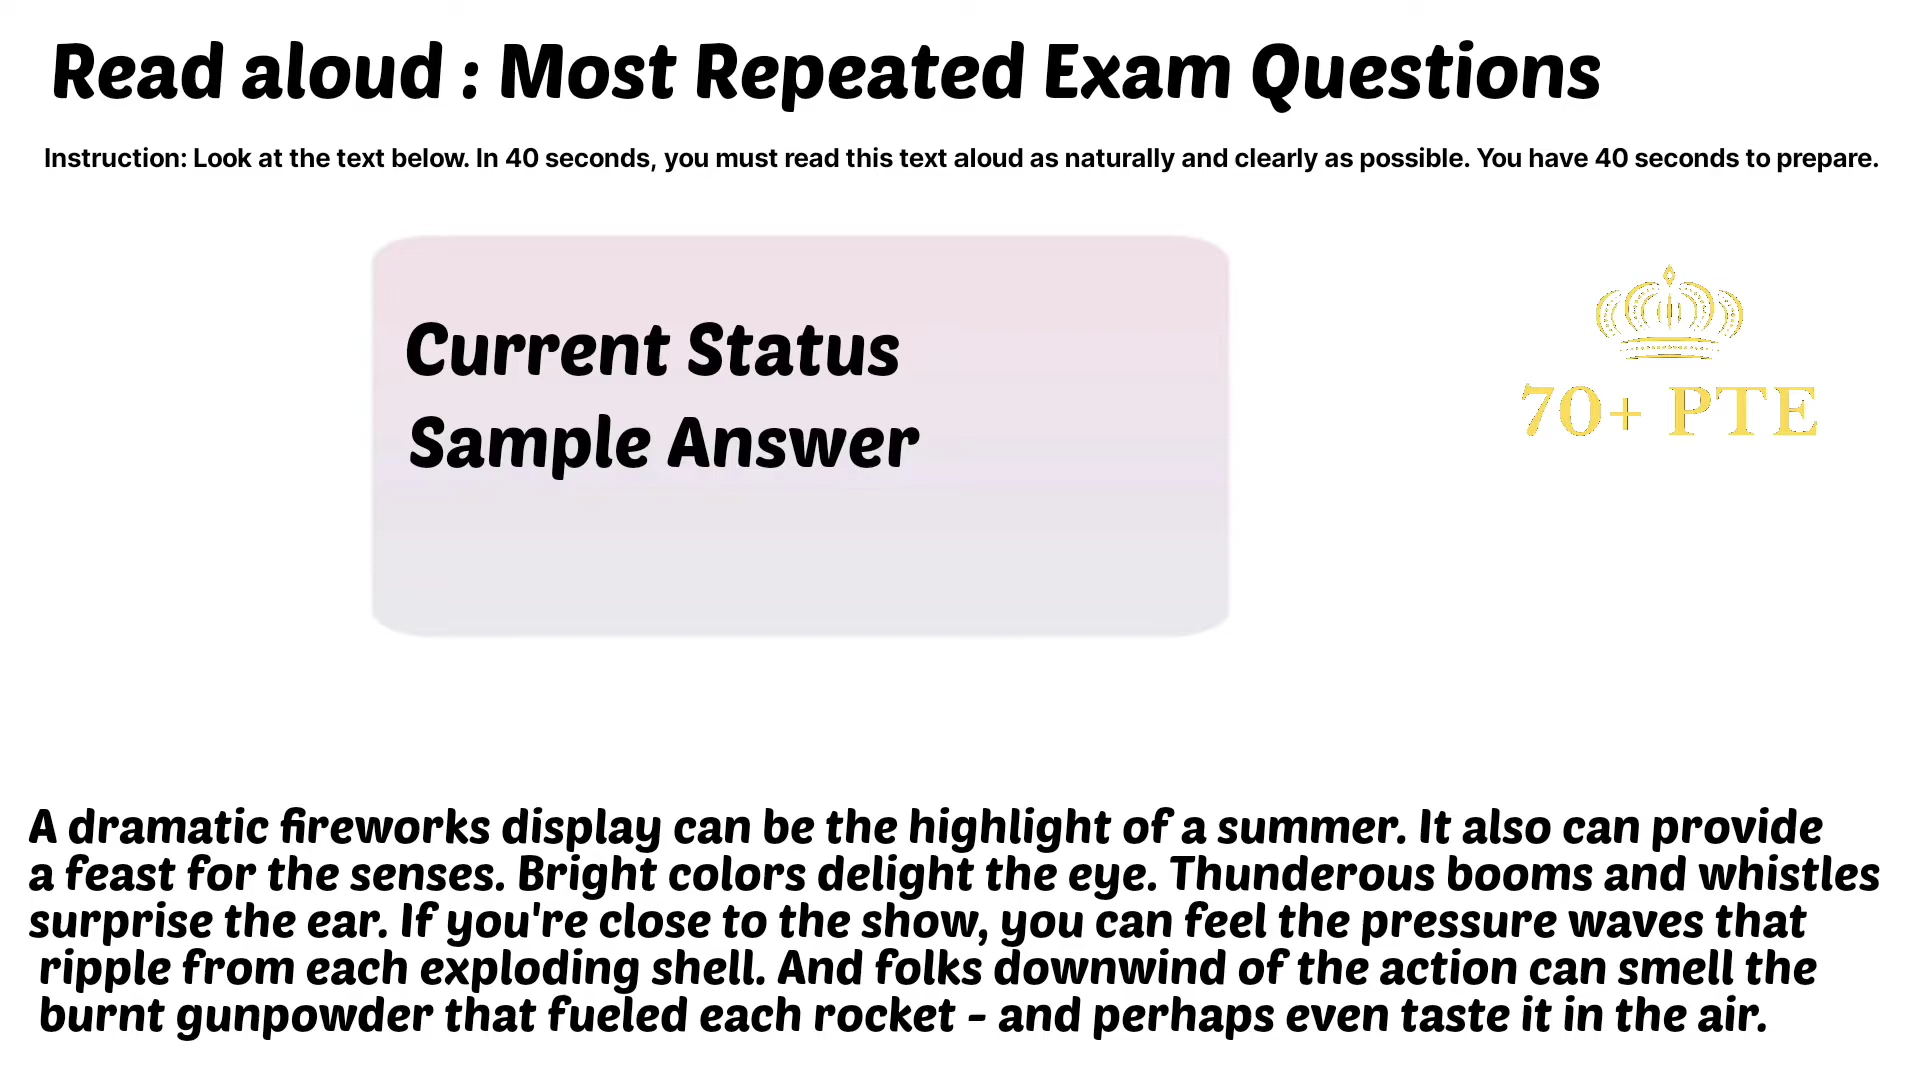 Read aloud : Most Repeated Exam Questions
Instruction: Look at the text below. In 40 seconds, you must read this text aloud as naturally and clearly as possible. You have 40 seconds to prepare.
Current Status
Sample Answer
70+ PTE
A dramatic fireworks display can be the highlight of a summer. It also can provide
a feast for the senses. Bright colors delight the eye. Thunderous booms and whistles
surprise the ear. If you're close to the show, you can feel the pressure waves that
ripple from each exploding shell. And folks downwind of the action can smell the
burnt gunpowder that fueled each rocket - and perhaps even taste it in the air.